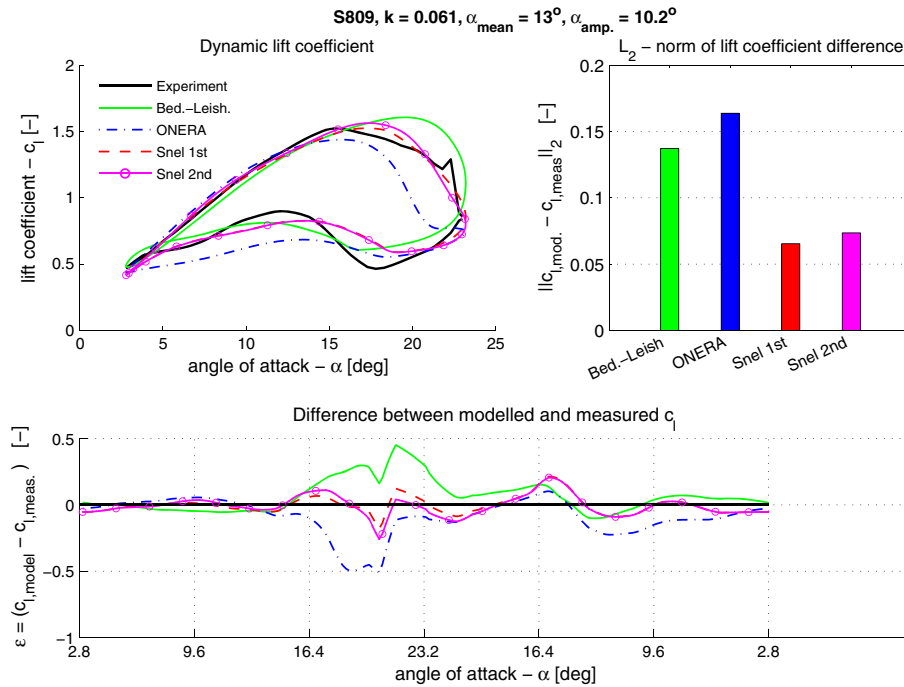 S809, k = 0.061, α_mean = 13°, α_amp. = 10.2°
Dynamic lift coefficient
lift coefficient − c_l [−]
2
1.5
1
0.5
0
Experiment
Bed.−Leish.
ONERA
Snel 1st
Snel 2nd
0 5 10 15 20 25
angle of attack − α [deg]
L_2 − norm of lift coefficient difference
||c_l,mod. − c_l,meas||_2 [−]
0.2
0.15
0.1
0.05
0
Bed.−Leish
ONERA
Snel 1st
Snel 2nd
Difference between modelled and measured c_l
ε = (c_l,model − c_l,meas.) [−]
0.5
0
−0.5
−1
2.8 9.6 16.4 23.2 16.4 9.6 2.8
angle of attack − α [deg]